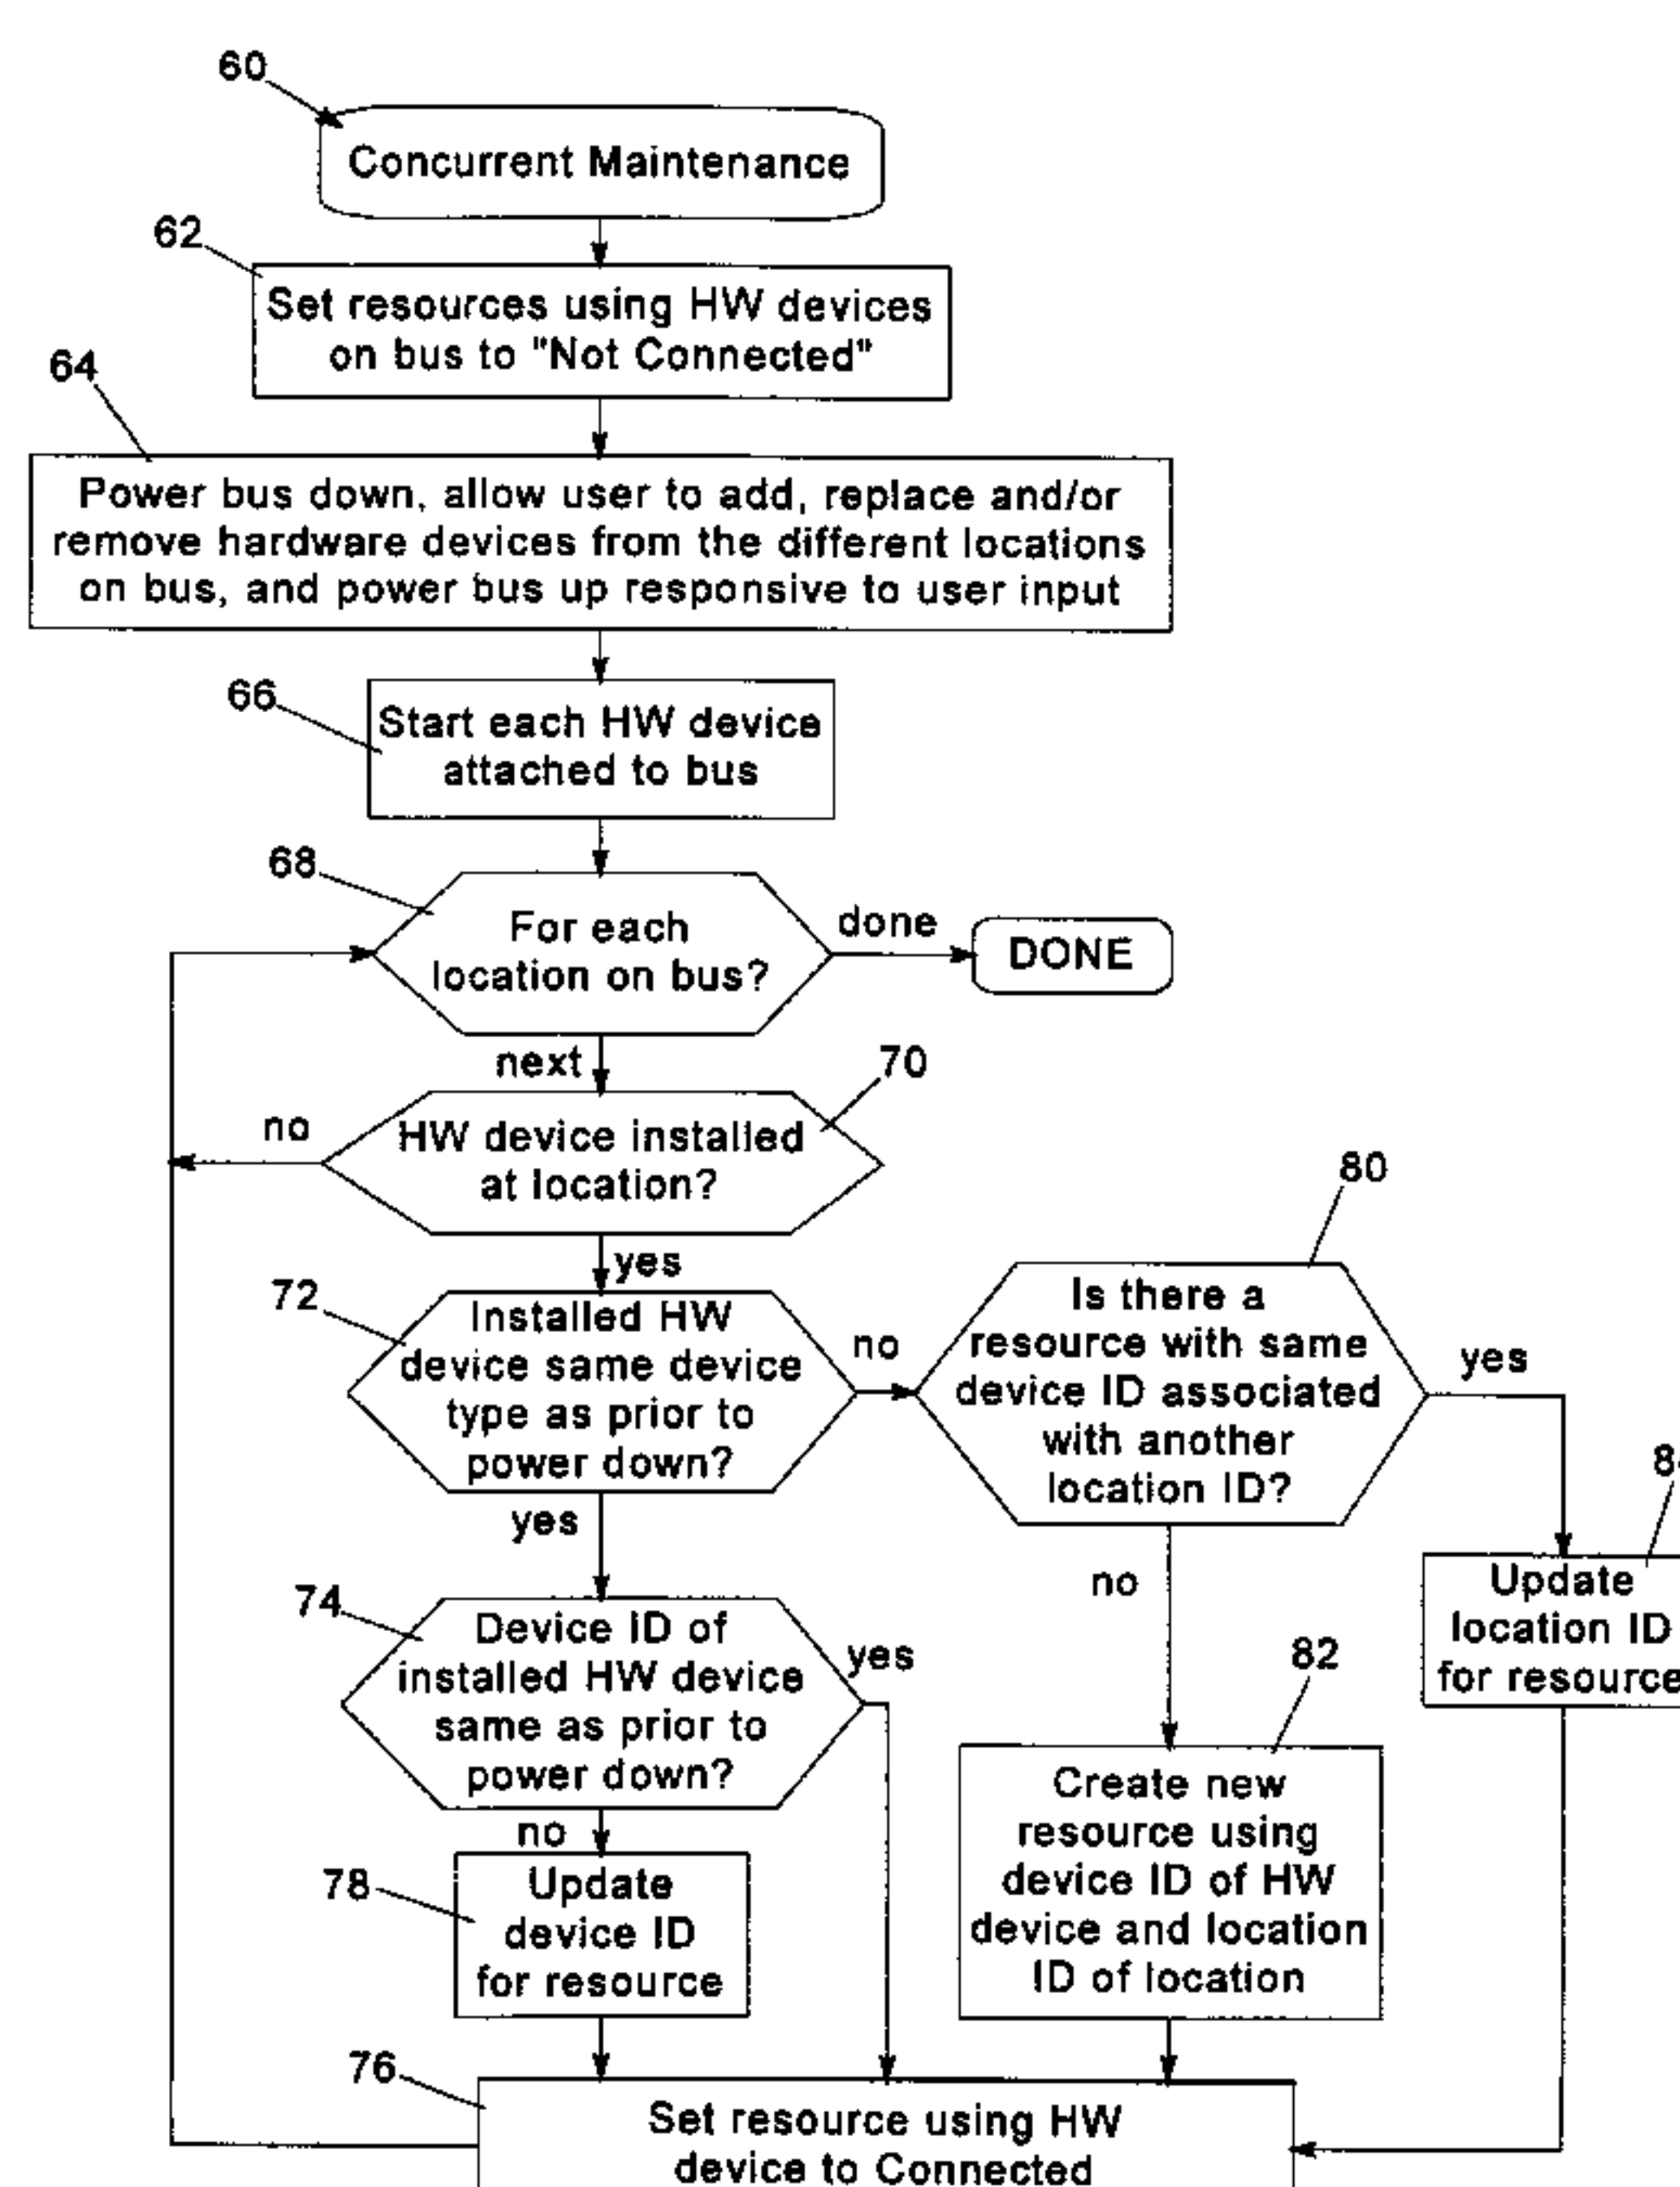 60
Concurrent Maintenance
62
Set resources using HW devices
on bus to "Not Connected"
64
Power bus down, allow user to add, replace and/or
remove hardware devices from the different locations
on bus, and power bus up responsive to user input
66
Start each HW device
attached to bus
68
For each
location on bus?
done
DONE
next
70
no
HW device installed
at location?
yes
72
Installed HW
device same device
type as prior to
power down?
no
80
Is there a
resource with same
device ID associated
with another
location ID?
yes
yes
no
Update
location ID
for resource
74
Device ID of
installed HW device
same as prior to
power down?
yes
82
Create new
resource using
device ID of HW
device and location
ID of location
no
78
Update
device ID
for resource
76
Set resource using HW
device to Connected